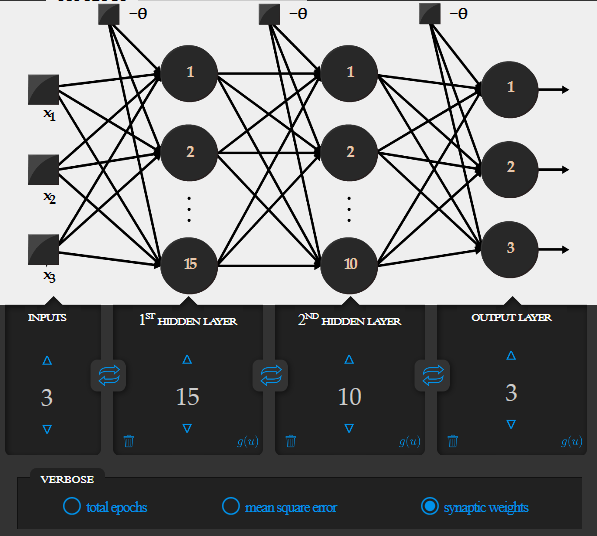 −θ −θ −θ
1 1
1
x1
2 2
2
x2
3
15 10
x3
INPUTS 1ST HIDDEN LAYER 2ND HIDDEN LAYER OUTPUT LAYER
3 15 10 3
g(u) g(u) g(u)
VERBOSE
total epochs mean square error synaptic weights